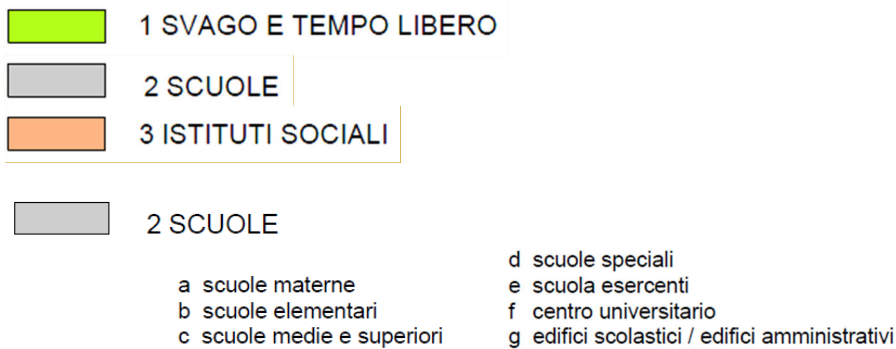 1 SVAGO E TEMPO LIBERO
2 SCUOLE
3 ISTITUTI SOCIALI
2 SCUOLE
a scuole materne
b scuole elementari
c scuole medie e superiori
d scuole speciali
e scuola esercenti
f centro universitario
g edifici scolastici / edifici amministrativi